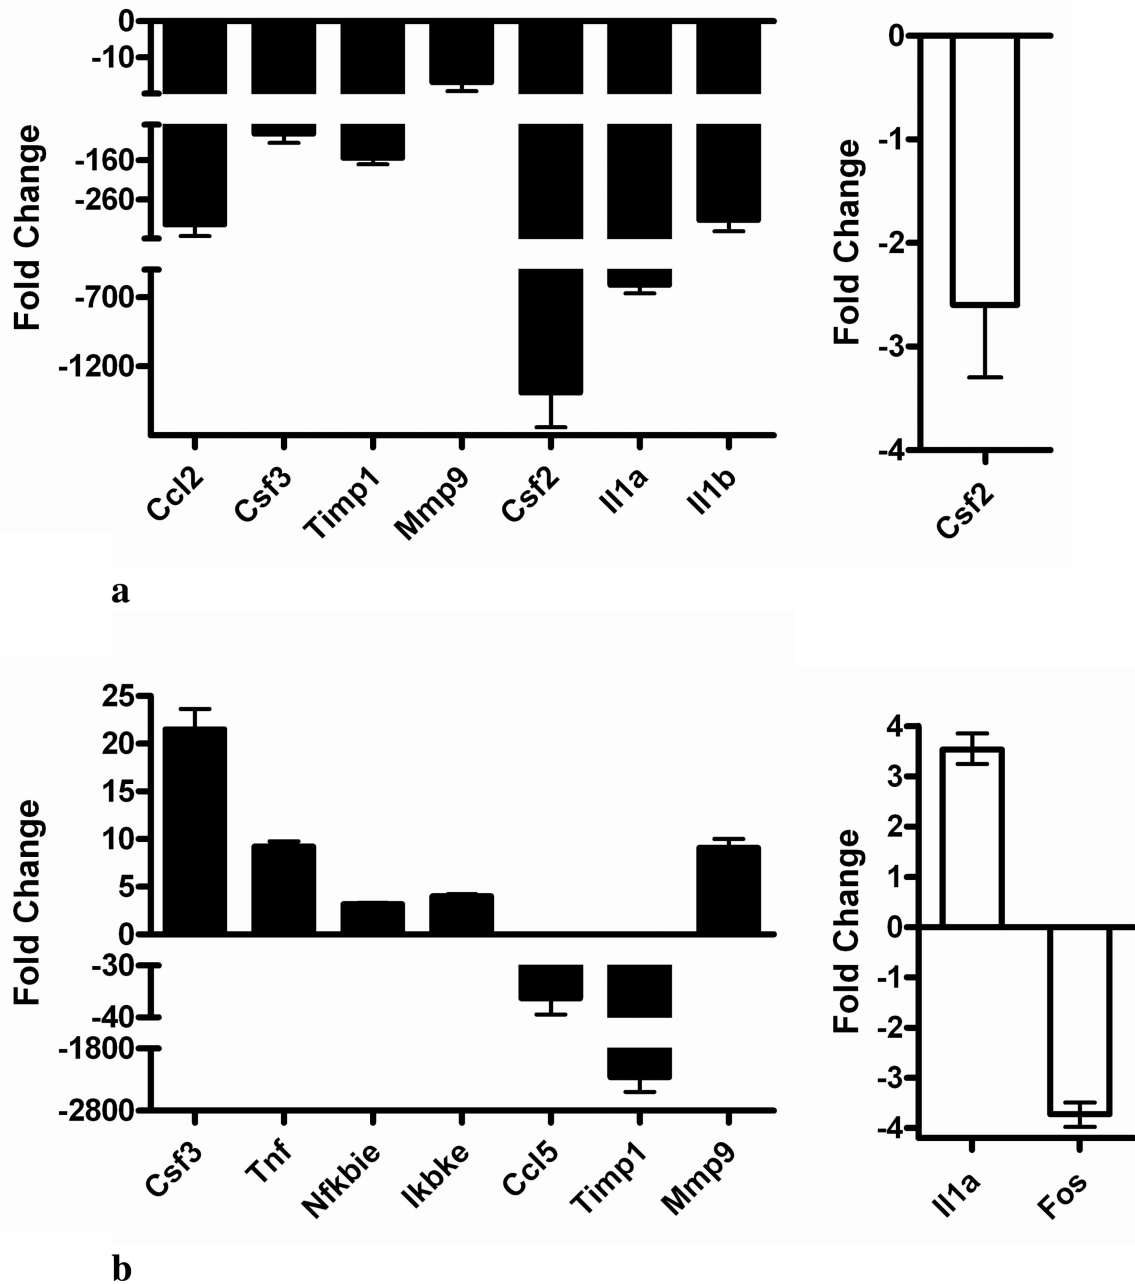 0
-10
-160
-260
-700
-1200
Fold Change
Ccl2
Csf3
Timp1
Mmp9
Csf2
Il1a
Il1b
0
-1
-2
-3
-4
Fold Change
Csf2
a
25
20
15
10
5
0
-30
-40
-1800
-2800
Fold Change
Csf3
Tnf
Nfkbie
Ikbke
Ccl5
Timp1
Mmp9
4
3
2
1
0
-1
-2
-3
-4
Fold Change
Il1a
Fos
b